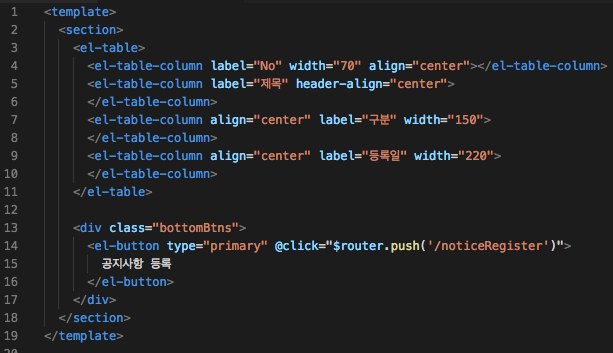 1 <template>
2 <section>
3 <el-table>
4 <el-table-column label="No" width="70" align="center"></el-table-column>
5 <el-table-column label="제목" header-align="center">
6 </el-table-column>
7 <el-table-column align="center" label="구분" width="150">
8 </el-table-column>
9 <el-table-column align="center" label="등록일" width="220">
10 </el-table-column>
11 </el-table>
12
13 <div class="bottomBtns">
14 <el-button type="primary" @click="$router.push('/noticeRegister')">
15 공지사항 등록
16 </el-button>
17 </div>
18 </section>
19 </template>
20